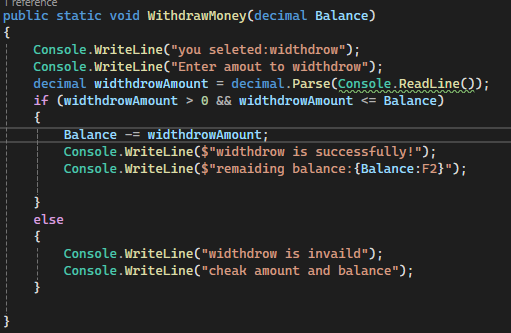 1 reference
public static void WithdrawMoney(decimal Balance)
{
Console.WriteLine("you seleted:widthdrow");
Console.WriteLine("Enter amout to widthdrow");
decimal widthdrowAmount = decimal.Parse(Console.ReadLine());
if (widthdrowAmount > 0 && widthdrowAmount <= Balance)
{
Balance -= widthdrowAmount;
Console.WriteLine($"widthdrow is successfully!");
Console.WriteLine($"remaiding balance:{Balance:F2}");
}
else
{
Console.WriteLine("widthdrow is invaild");
Console.WriteLine("cheak amount and balance");
}
}